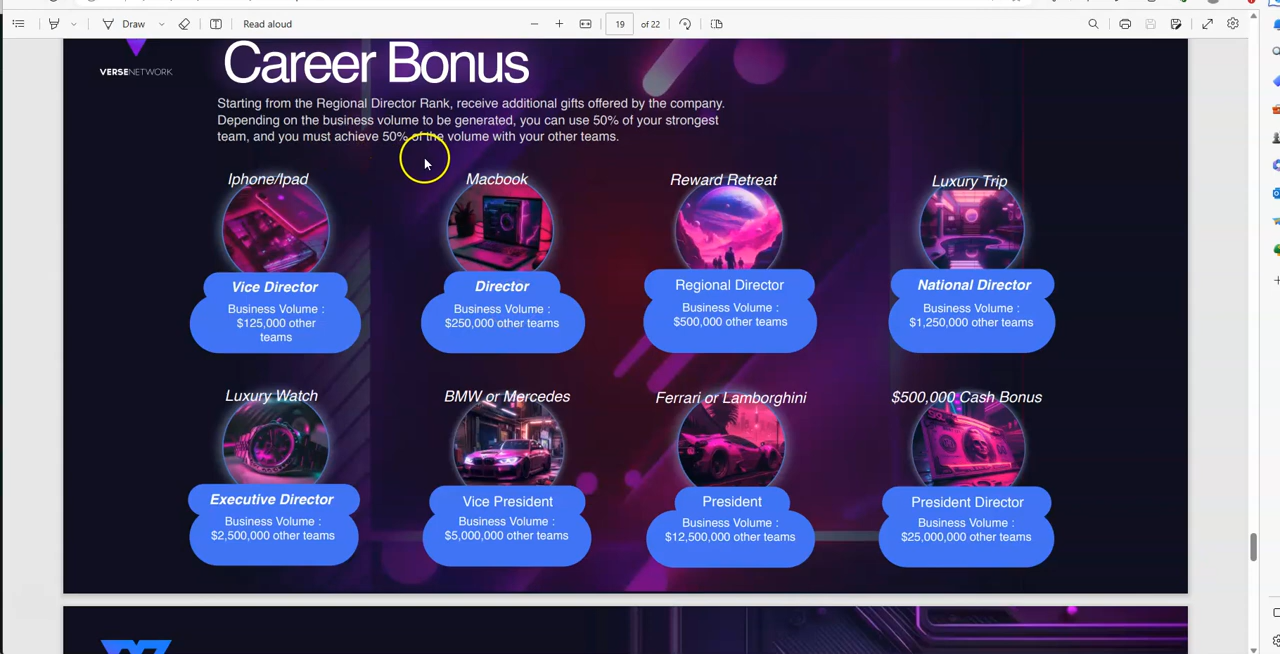 Draw
Read aloud
19
of 22
VERSENETWORK
Career Bonus
Starting from the Regional Director Rank, receive additional gifts offered by the company.
Depending on the business volume to be generated, you can use 50% of your strongest
team, and you must achieve 50% of the volume with your other teams.
Iphone/Ipad
Vice Director
Business Volume :
$125,000 other
teams
Macbook
Director
Business Volume :
$250,000 other teams
Reward Retreat
Regional Director
Business Volume :
$500,000 other teams
Luxury Trip
National Director
Business Volume :
$1,250,000 other teams
Luxury Watch
Executive Director
Business Volume :
$2,500,000 other teams
BMW or Mercedes
Vice President
Business Volume :
$5,000,000 other teams
Ferrari or Lamborghini
President
Business Volume :
$12,500,000 other teams
$500,000 Cash Bonus
President Director
Business Volume :
$25,000,000 other teams